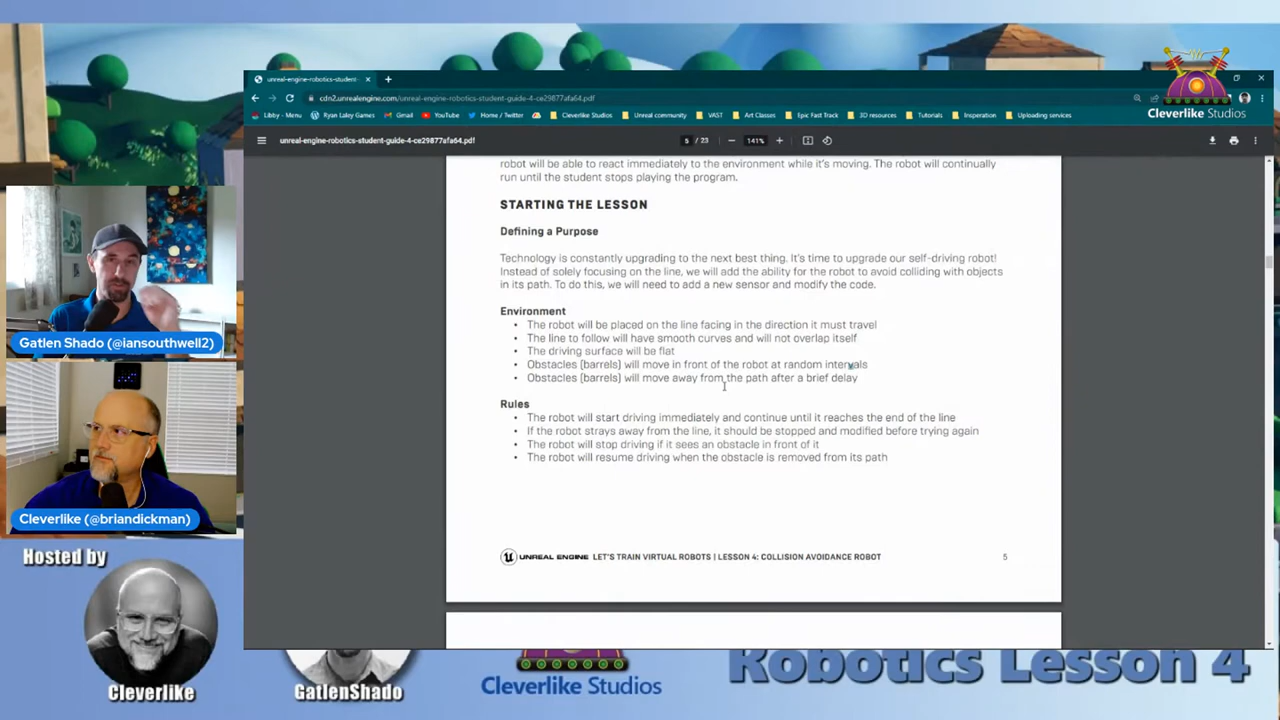 unreal-engine-robotics-student-
cdn2.unrealengine.com/unreal-engine-robotics-student-guide-4-ce29877afa64.pdf
Libby - Menu
Ryan Laley Games
Gmail
YouTube
Home / Twitter
Cleverlike Studios
Unreal community
VAST
Art Classes
Epic Fast Track
3D resources
Tutorials
Insperation
Uploading services
Cleverlike Studios
unreal-engine-robotics-student-guide-4-ce29877afa64.pdf
5 / 23
141%
robot will be able to react immediately to the environment while it's moving. The robot will continually
run until the student stops playing the program.
STARTING THE LESSON
Defining a Purpose
Technology is constantly upgrading to the next best thing. It's time to upgrade our self-driving robot!
Instead of solely focusing on the line, we will add the ability for the robot to avoid colliding with objects
in its path. To do this, we will need to add a new sensor and modify the code.
Environment
• The robot will be placed on the line facing in the direction it must travel
• The line to follow will have smooth curves and will not overlap itself
• The driving surface will be flat
• Obstacles (barrels) will move in front of the robot at random intervals
• Obstacles (barrels) will move away from the path after a brief delay
Rules
• The robot will start driving immediately and continue until it reaches the end of the line
• If the robot strays away from the line, it should be stopped and modified before trying again
• The robot will stop driving if it sees an obstacle in front of it
• The robot will resume driving when the obstacle is removed from its path
UNREAL ENGINE LET'S TRAIN VIRTUAL ROBOTS | LESSON 4: COLLISION AVOIDANCE ROBOT
5
Gatlen Shado (@iansouthwell2)
Cleverlike (@briandickman)
Hosted by
Cleverlike
GatlenShado
Cleverlike Studios
Robotics Lesson 4